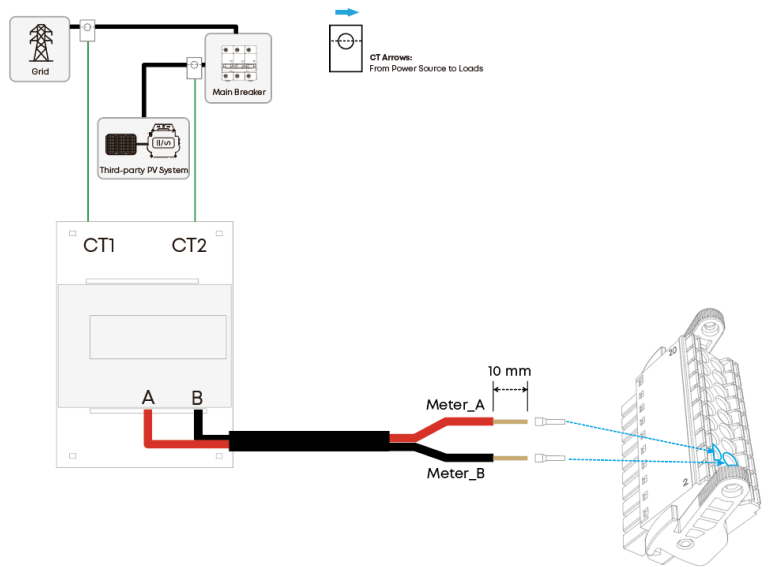 Grid
Main Breaker
Third-party PV System
CT Arrows:
From Power Source to Loads
CT1
CT2
A
B
10 mm
Meter_A
Meter_B
20
2